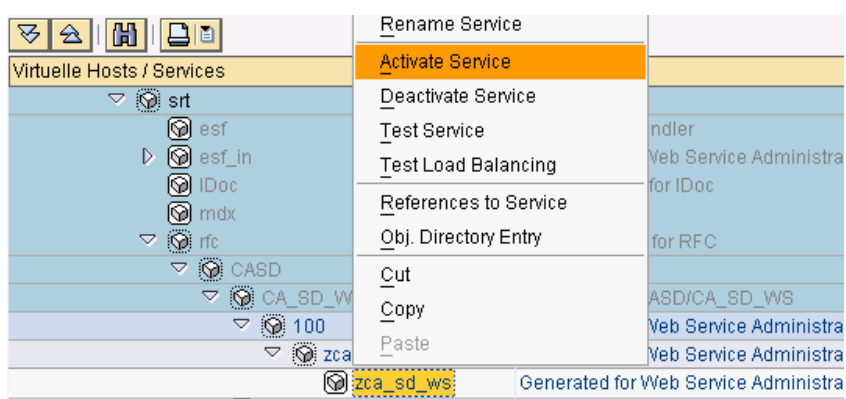 Rename Service
Virtuelle Hosts / Services
Activate Service
srt
Deactivate Service
esf
Test Service
ndler
esf_in
Test Load Balancing
Web Service Administra
IDoc
for IDoc
mdx
References to Service
rfc
Obj. Directory Entry
for RFC
CASD
Cut
CA_SD_W
Copy
ASD/CA_SD_WS
100
Web Service Administra
zca
Paste
Web Service Administra
zca_sd_ws
Generated for Web Service Administra